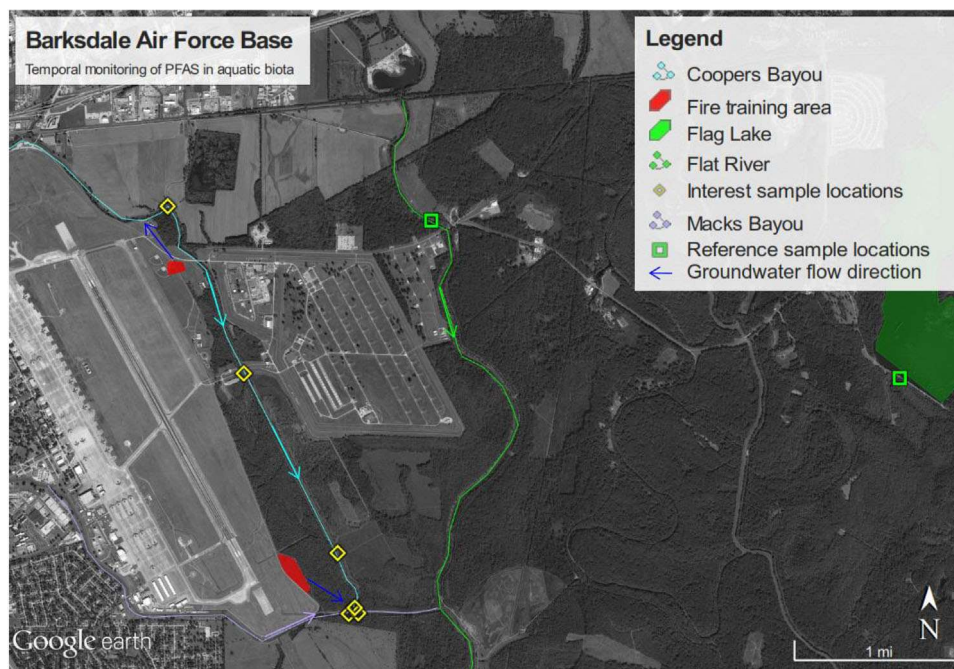 Barksdale Air Force Base
Temporal monitoring of PFAS in aquatic biota
Legend
Coopers Bayou
Fire training area
Flag Lake
Flat River
Interest sample locations
Macks Bayou
Reference sample locations
Groundwater flow direction
N
Google earth
1 mi